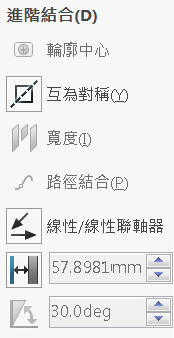 進階結合(D)
輪廓中心
互為對稱(Y)
寬度(I)
路徑結合(P)
線性/線性聯軸器
57.8981mm
30.0deg